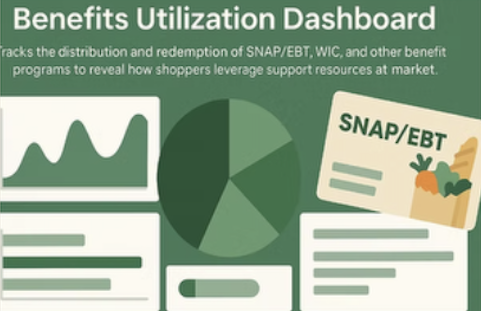 Benefits Utilization Dashboard
Tracks the distribution and redemption of SNAP/EBT, WIC, and other benefit
programs to reveal how shoppers leverage support resources at market.
SNAP/EBT